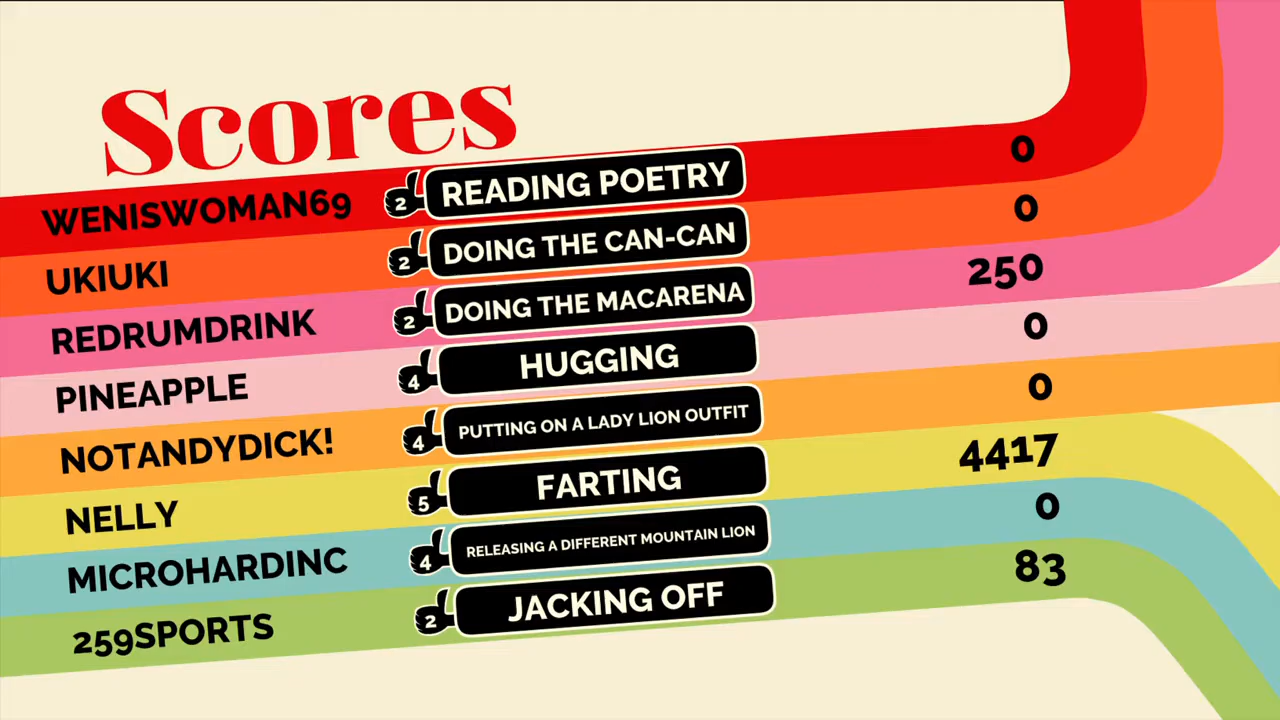 Scores
WENISWOMAN69 2 READING POETRY 0
UKIUKI 2 DOING THE CAN-CAN 0
REDRUMDRINK 2 DOING THE MACARENA 250
PINEAPPLE 4 HUGGING 0
NOTANDYDICK! 4 PUTTING ON A LADY LION OUTFIT 0
NELLY 5 FARTING 4417
MICROHARDINC 4 RELEASING A DIFFERENT MOUNTAIN LION 0
259SPORTS 2 JACKING OFF 83